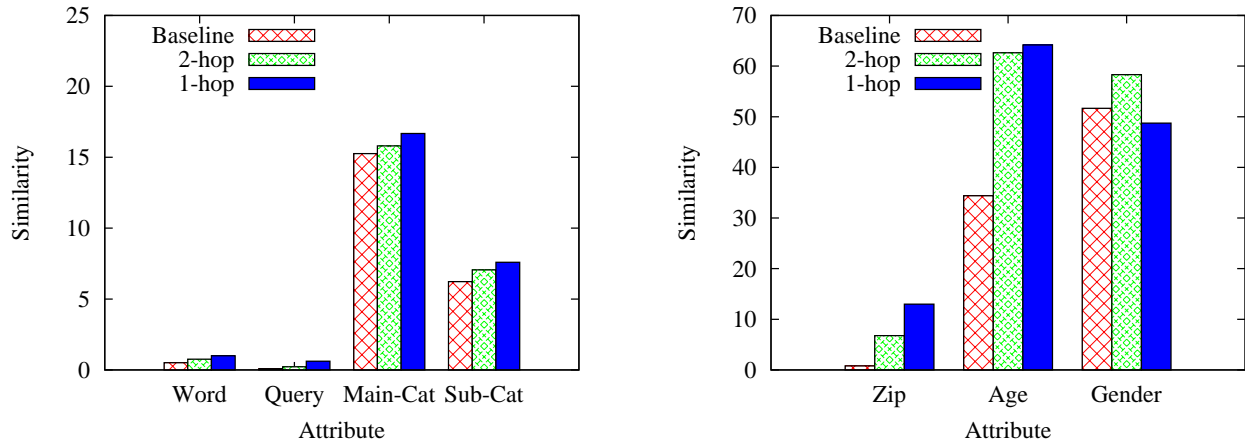 25
20
15
10
5
0
Similarity
Baseline
2-hop
1-hop
Word Query Main-Cat Sub-Cat
Attribute
70
60
50
40
30
20
10
0
Similarity
Baseline
2-hop
1-hop
Zip Age Gender
Attribute